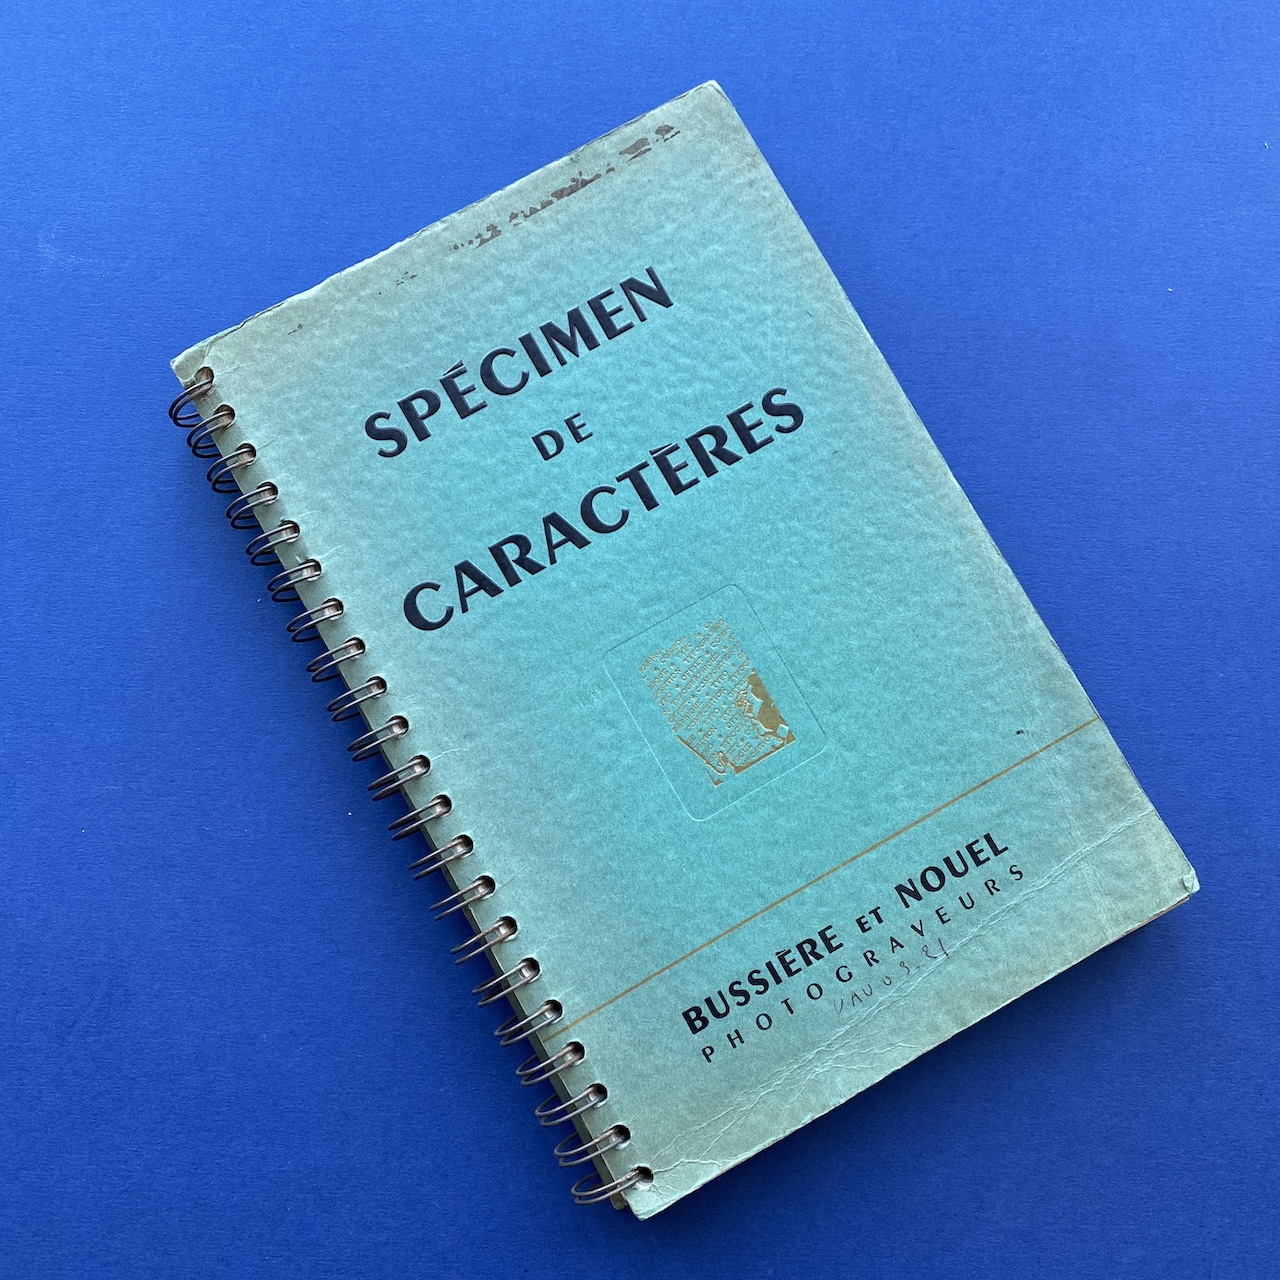 SPÉCIMEN
DE
CARACTÈRES
BUSSIÈRE ET NOUEL
PHOTOGRAVEURS